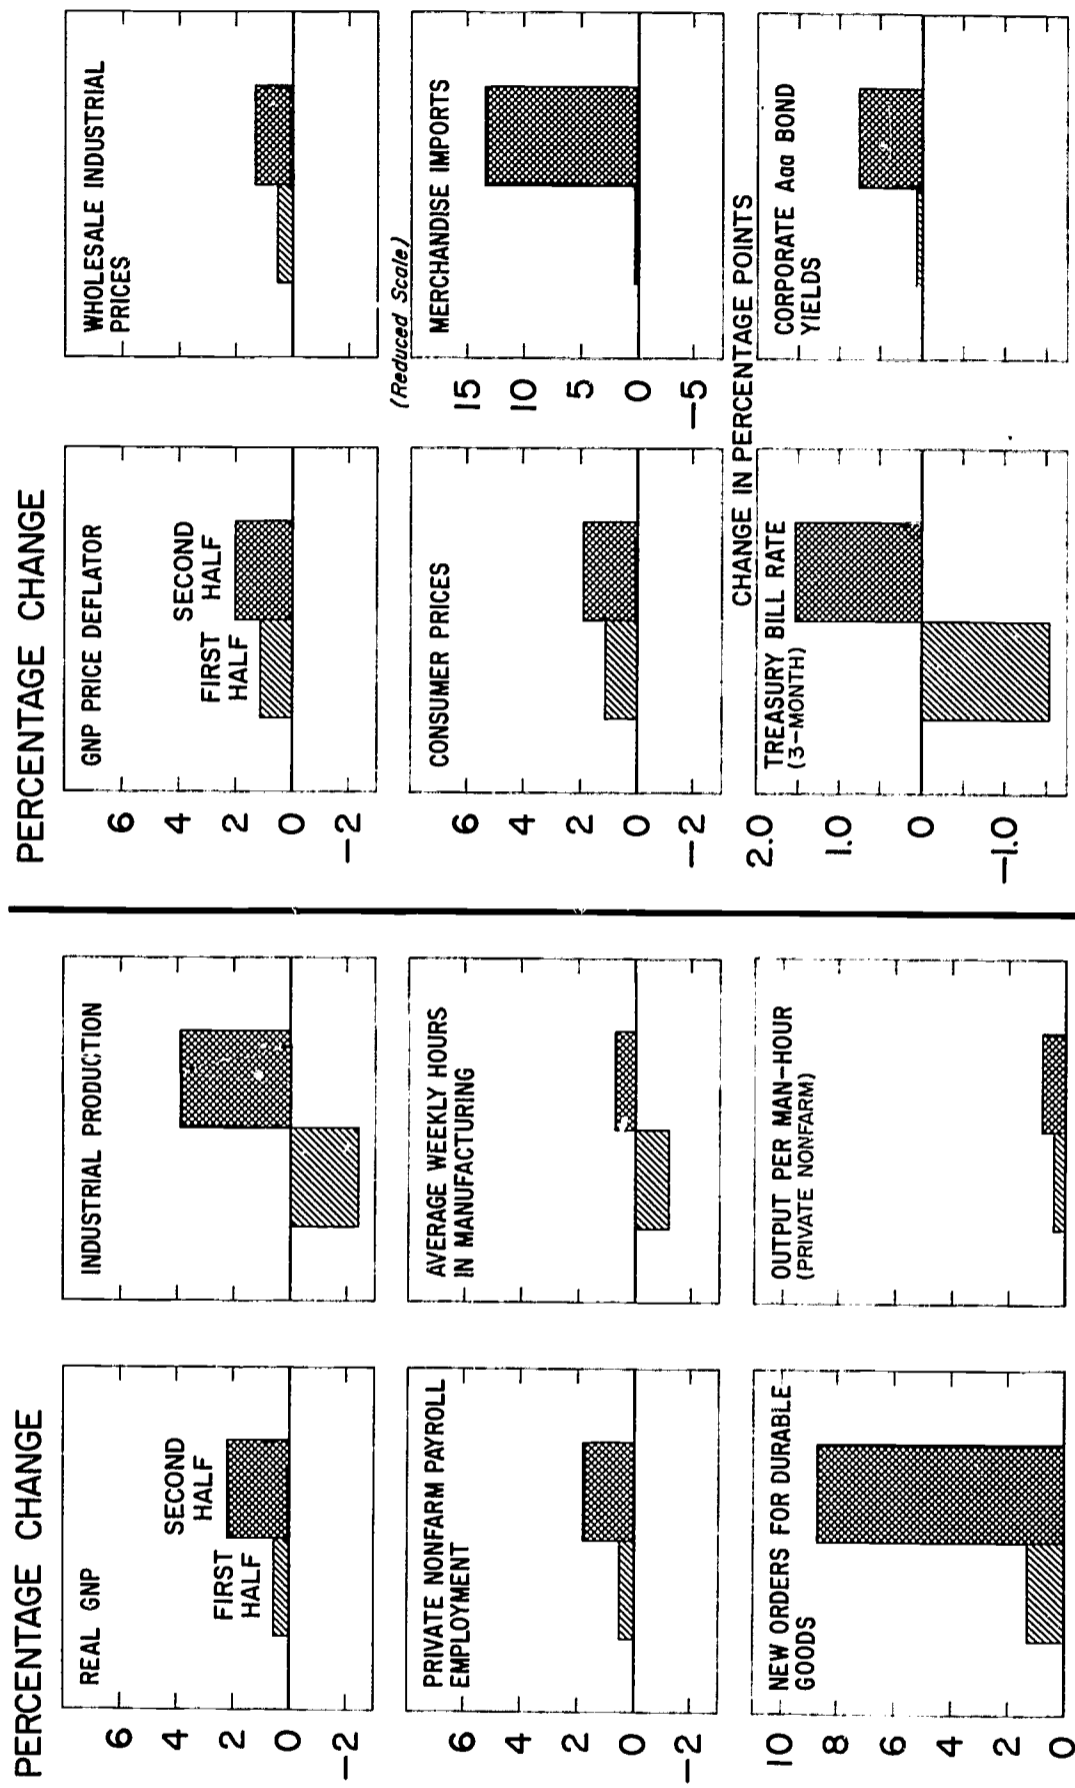 PERCENTAGE CHANGE
REAL GNP
FIRST
HALF
SECOND
HALF
6
4
2
0
−2
INDUSTRIAL PRODUCTION
PRIVATE NONFARM PAYROLL
EMPLOYMENT
6
4
2
0
−2
AVERAGE WEEKLY HOURS
IN MANUFACTURING
NEW ORDERS FOR DURABLE
GOODS
10
8
6
4
2
0
OUTPUT PER MAN-HOUR
(PRIVATE NONFARM)
PERCENTAGE CHANGE
GNP PRICE DEFLATOR
FIRST
HALF
SECOND
HALF
6
4
2
0
−2
WHOLESALE INDUSTRIAL
PRICES
CONSUMER PRICES
6
4
2
0
−2
(Reduced Scale)
MERCHANDISE IMPORTS
15
10
5
0
−5
CHANGE IN PERCENTAGE POINTS
TREASURY BILL RATE
(3-MONTH)
2.0
1.0
0
−1.0
CORPORATE Aaa BOND
YIELDS